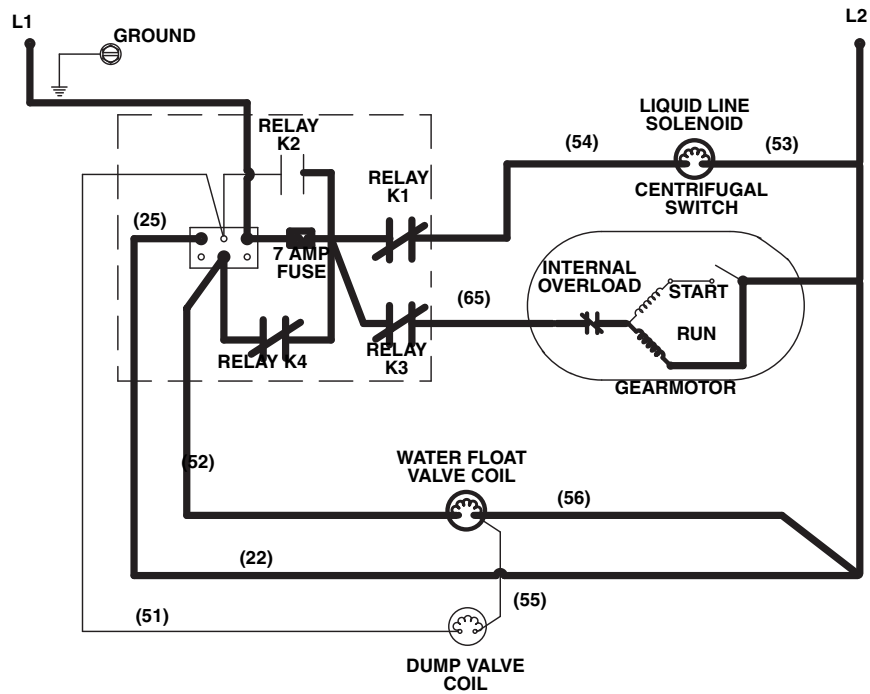 L1
L2
GROUND
RELAY
K2
LIQUID LINE
SOLENOID
(54)
(53)
RELAY
K1
CENTRIFUGAL
SWITCH
(25)
7 AMP
FUSE
INTERNAL
OVERLOAD
START
(65)
RUN
RELAY K4
RELAY
K3
GEARMOTOR
(52)
WATER FLOAT
VALVE COIL
(56)
(22)
(51)
(55)
DUMP VALVE
COIL